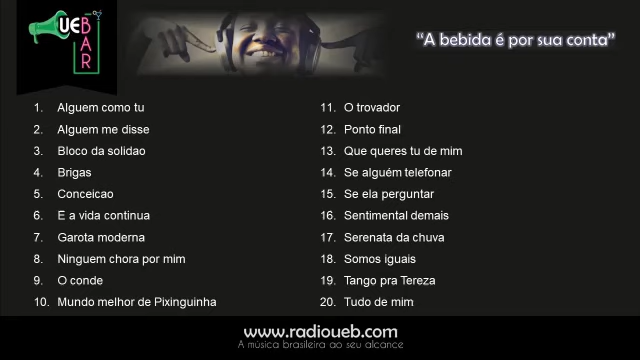 UEBAR
“A bebida é por sua conta”
1. Alguem como tu
2. Alguem me disse
3. Bloco da solidao
4. Brigas
5. Conceicao
6. E a vida continua
7. Garota moderna
8. Ninguem chora por mim
9. O conde
10. Mundo melhor de Pixinguinha
11. O trovador
12. Ponto final
13. Que queres tu de mim
14. Se alguém telefonar
15. Se ela perguntar
16. Sentimental demais
17. Serenata da chuva
18. Somos iguais
19. Tango pra Tereza
20. Tudo de mim
www.radioueb.com
A música brasileira ao seu alcance